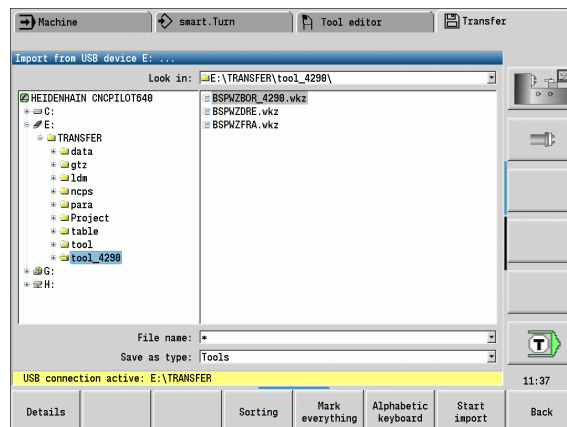 Machine smart.Turn Tool editor Transfer
Import from USB device E: ...
Look in: E:\TRANSFER\tool_4290\
HEIDENHAIN CNCPILOT640
C:
E:
TRANSFER
data
gtz
ldm
ncps
para
Project
table
tool
tool_4290
G:
H:
BSPWZBOR_4290.wkz
BSPWZDRE.wkz
BSPWZFRA.wkz
File name: *
Save as type: Tools
USB connection active: E:\TRANSFER
T
11:37
Details Sorting Mark everything Alphabetic keyboard Start import Back